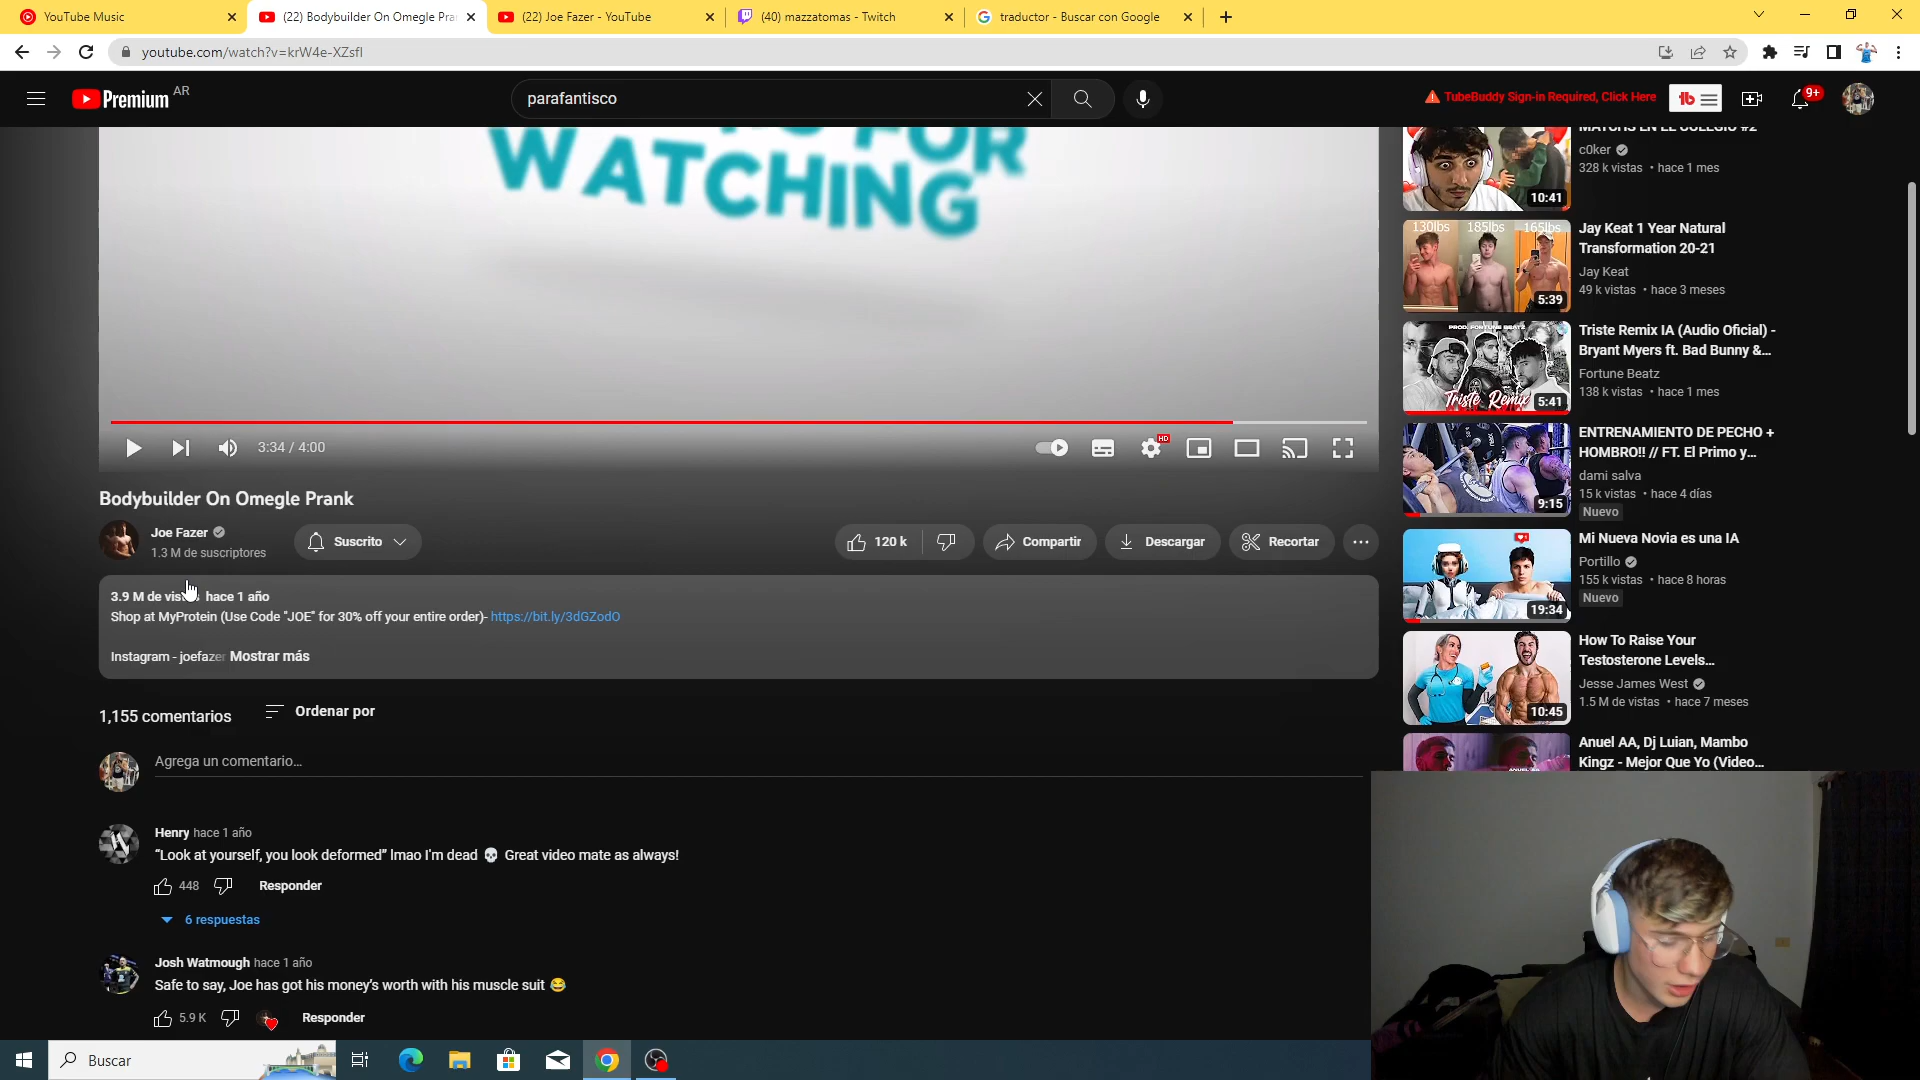 YouTube Music
(22) Bodybuilder On Omegle Pra
(22) Joe Fazer - YouTube
(40) mazzatomas - Twitch
traductor - Buscar con Google
youtube.com/watch?v=krW4e-XZsfI
Premium AR
parafantisco
TubeBuddy Sign-in Required, Click Here
tb
9+
FOR
WATCHING
3:34 / 4:00
HD
Bodybuilder On Omegle Prank
Joe Fazer
1.3 M de suscriptores
Suscrito
120 k
Compartir
Descargar
Recortar
3.9 M de vis hace 1 año
Shop at MyProtein (Use Code "JOE" for 30% off your entire order)- https://bit.ly/3dGZodO
Instagram - joefazer Mostrar más
1,155 comentarios
Ordenar por
Agrega un comentario...
Henry hace 1 año
“Look at yourself, you look deformed” lmao I'm dead 💀 Great video mate as always!
448
Responder
6 respuestas
Josh Watmough hace 1 año
Safe to say, Joe has got his money’s worth with his muscle suit 😂
5.9 K
Responder
MATCHS EN EL COLEGIO #2
c0ker
328 k vistas • hace 1 mes
10:41
Jay Keat 1 Year Natural
Transformation 20-21
Jay Keat
49 k vistas • hace 3 meses
130lbs 185lbs 165lbs
5:39
Triste Remix IA (Audio Oficial) -
Bryant Myers ft. Bad Bunny &...
Fortune Beatz
138 k vistas • hace 1 mes
PROD. FORTUNE BEATZ
Triste Remix
5:41
ENTRENAMIENTO DE PECHO +
HOMBRO!! // FT. El Primo y...
dami salva
15 k vistas • hace 4 días
Nuevo
9:15
Mi Nueva Novia es una IA
Portillo
155 k vistas • hace 8 horas
Nuevo
19:34
How To Raise Your
Testosterone Levels...
Jesse James West
1.5 M de vistas • hace 7 meses
10:45
Anuel AA, Dj Luian, Mambo
Kingz - Mejor Que Yo (Video...
Buscar